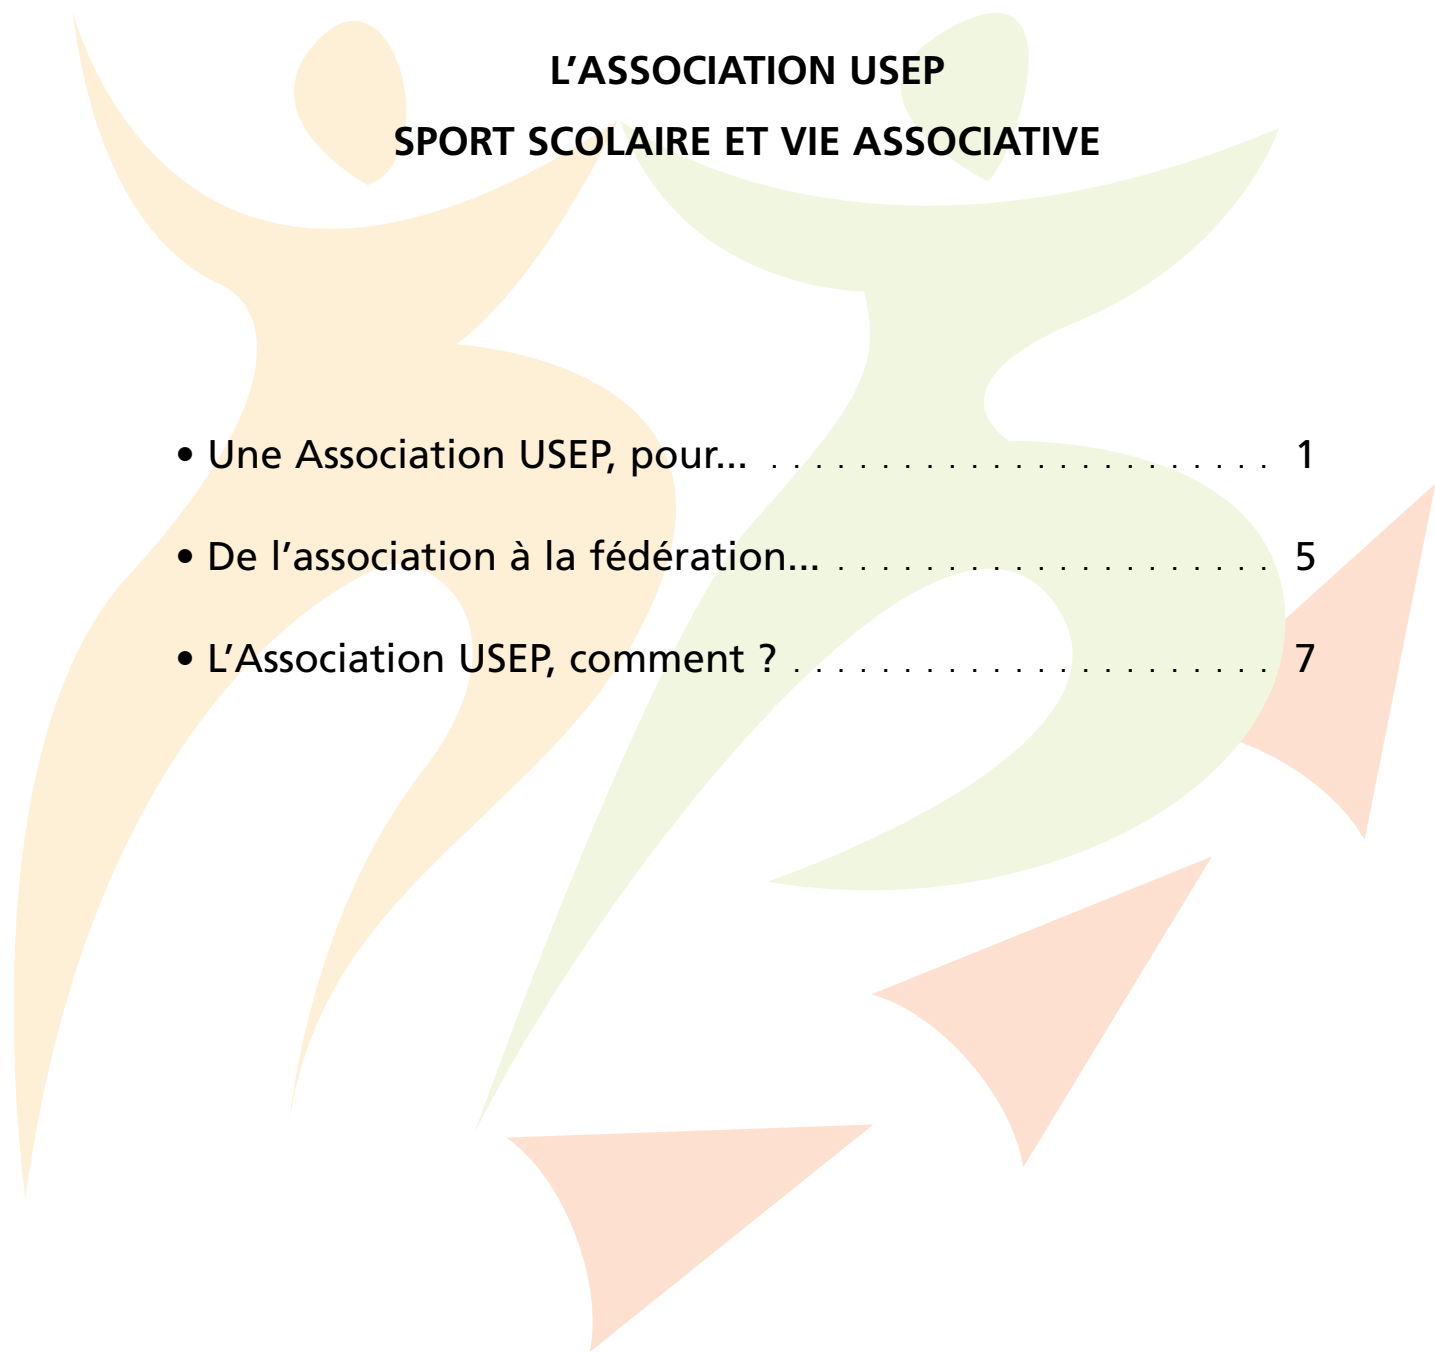 L’ASSOCIATION USEP
SPORT SCOLAIRE ET VIE ASSOCIATIVE
• Une Association USEP, pour... . . . . . . . . . . . . . . . . . . . . . . . 1
• De l’association à la fédération... . . . . . . . . . . . . . . . . . . . . 5
• L’Association USEP, comment ? . . . . . . . . . . . . . . . . . . . . . . 7